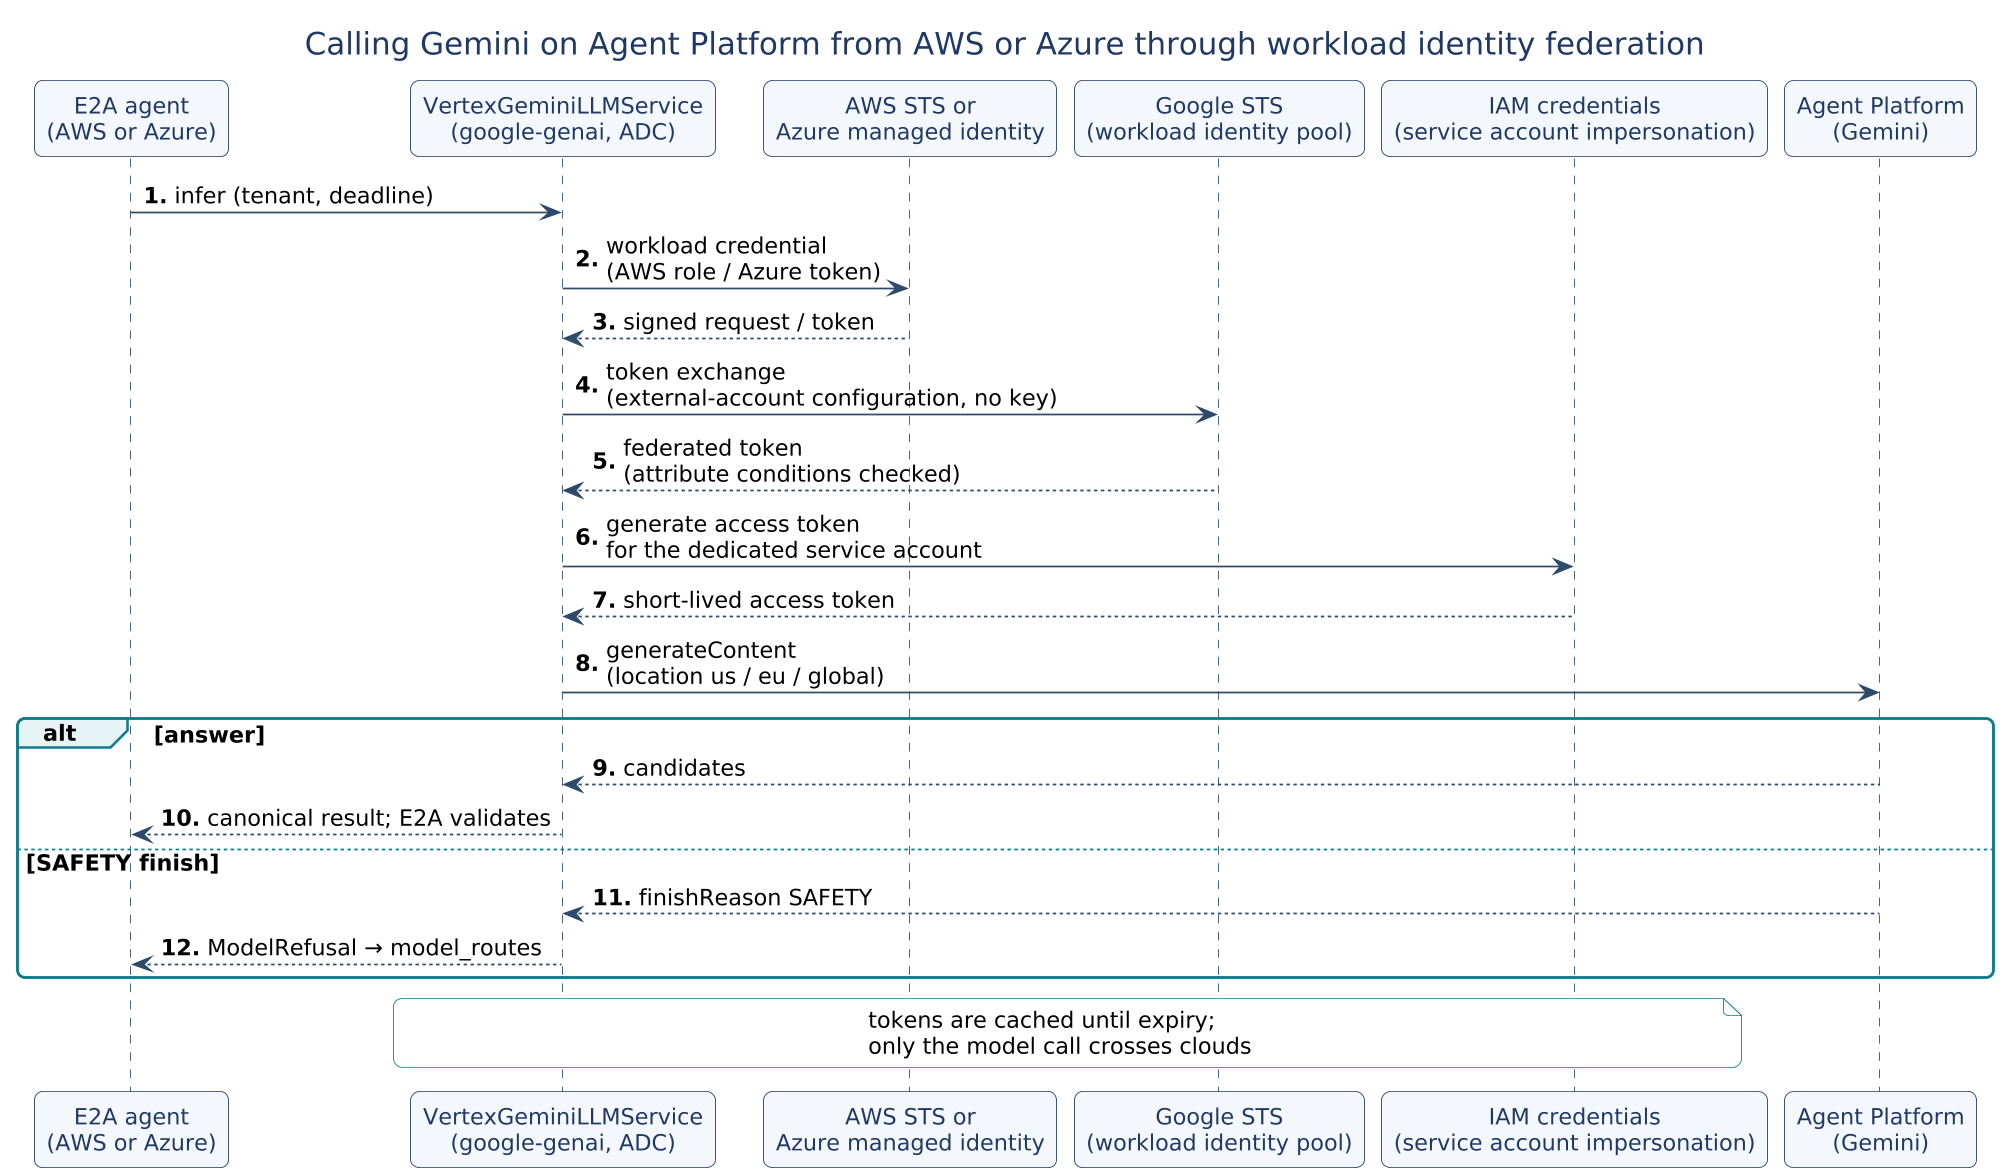 Calling Gemini on Agent Platform from AWS or Azure through workload identity federation
E2A agent
(AWS or Azure)
VertexGeminiLLMService
(google-genai, ADC)
AWS STS or
Azure managed identity
Google STS
(workload identity pool)
IAM credentials
(service account impersonation)
Agent Platform
(Gemini)
1. infer (tenant, deadline)
2. workload credential
(AWS role / Azure token)
3. signed request / token
4. token exchange
(external-account configuration, no key)
5. federated token
(attribute conditions checked)
6. generate access token
for the dedicated service account
7. short-lived access token
8. generateContent
(location us / eu / global)
alt [answer]
9. candidates
10. canonical result; E2A validates
[SAFETY finish]
11. finishReason SAFETY
12. ModelRefusal → model_routes
tokens are cached until expiry;
only the model call crosses clouds
E2A agent
(AWS or Azure)
VertexGeminiLLMService
(google-genai, ADC)
AWS STS or
Azure managed identity
Google STS
(workload identity pool)
IAM credentials
(service account impersonation)
Agent Platform
(Gemini)